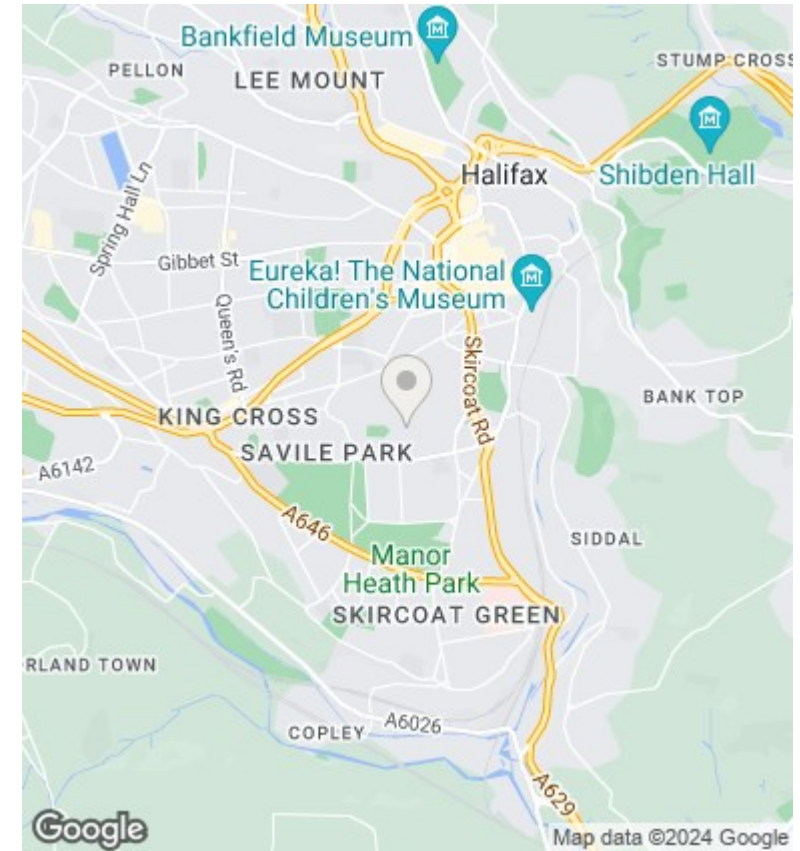 Bankfield Museum
PELLON
LEE MOUNT
STUMP CROSS
Halifax
Shibden Hall
Spring Hall Ln
Gibbet St
Eureka! The National
Children's Museum
Queen's Rd
Skircoat Rd
BANK TOP
KING CROSS
SAVILE PARK
A6142
A646
SIDDAL
Manor
Heath Park
SKIRCOAT GREEN
RLAND TOWN
COPLEY
A6026
A629
Google
Map data ©2024 Google